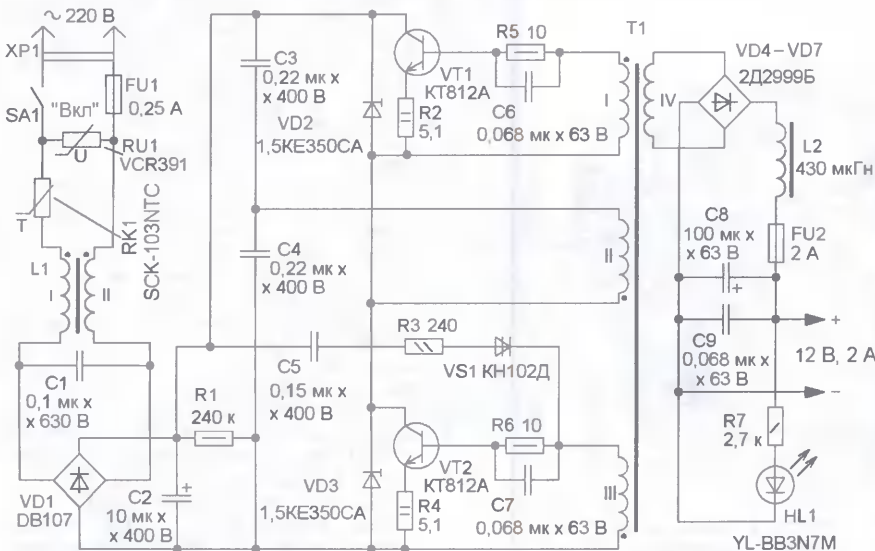 ~ 220 В
XP1
FU1
0,25 А
SA1
"Вкл"
U
RU1
VCR391
T
RK1
SCK-103NTC
L1
I
II
C1
0,1 мк х
х 630 В
VD1
DB107
C2
10 мк х
х 400 В
+
R1
240 к
C3
0,22 мк х
х 400 В
VD2
1,5KE350CA
C4
0,22 мк х
х 400 В
C5
0,15 мк х
х 400 В
VD3
1,5KE350CA
VT1
КТ812А
R2
5,1
R5 10
C6
0,068 мк х 63 В
R3 240
VS1 КН102Д
R6 10
VT2
КТ812А
C7
0,068 мк х 63 В
R4
5,1
T1
I
II
III
IV
VD4–VD7
2Д2999Б
L2
430 мкГн
C8
100 мк х
х 63 В
+
FU2
2 А
C9
0,068 мк х
х 63 В
+
12 В, 2 А
−
R7
2,7 к
HL1
YL-BB3N7M